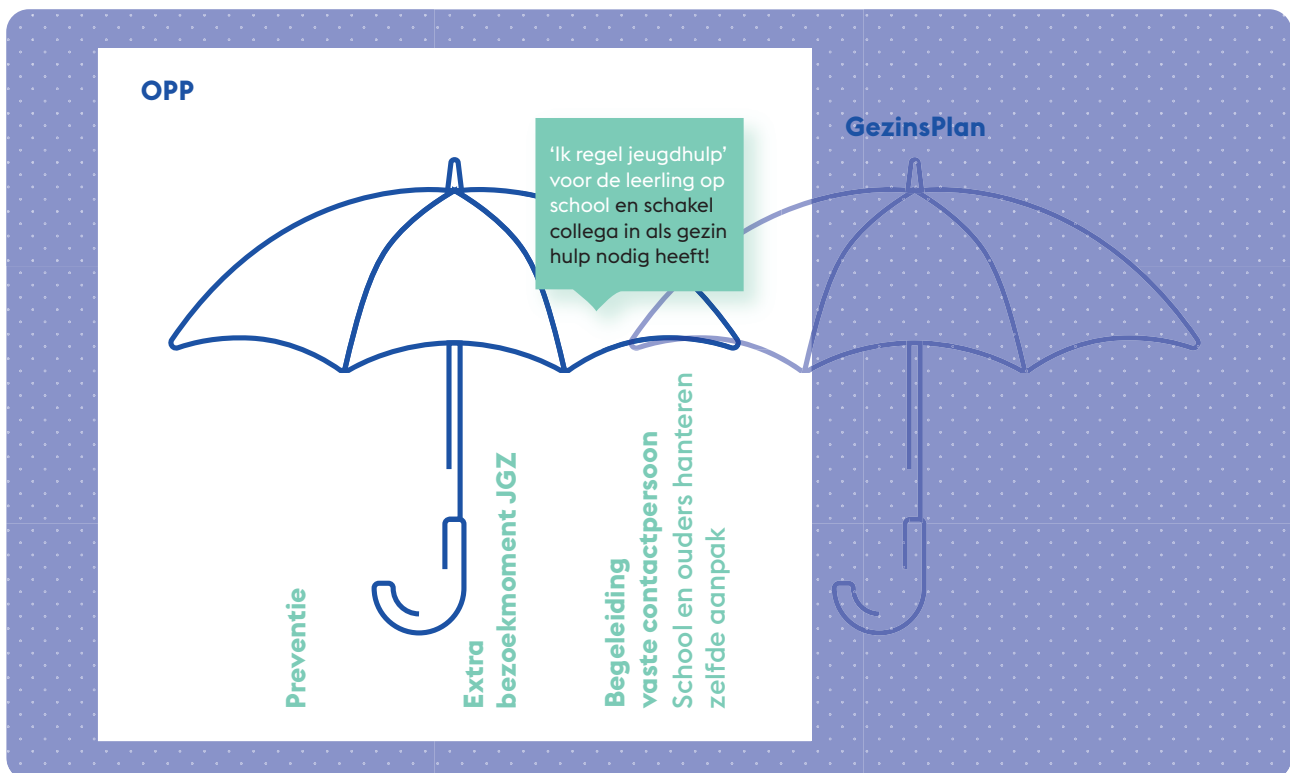 OPP
GezinsPlan
‘Ik regel jeugdhulp’
voor de leerling op
school en schakel
collega in als gezin
hulp nodig heeft!
Preventie
Extra
bezoekmoment JGZ
Begeleiding
vaste contactpersoon
School en ouders hanteren
zelfde aanpak